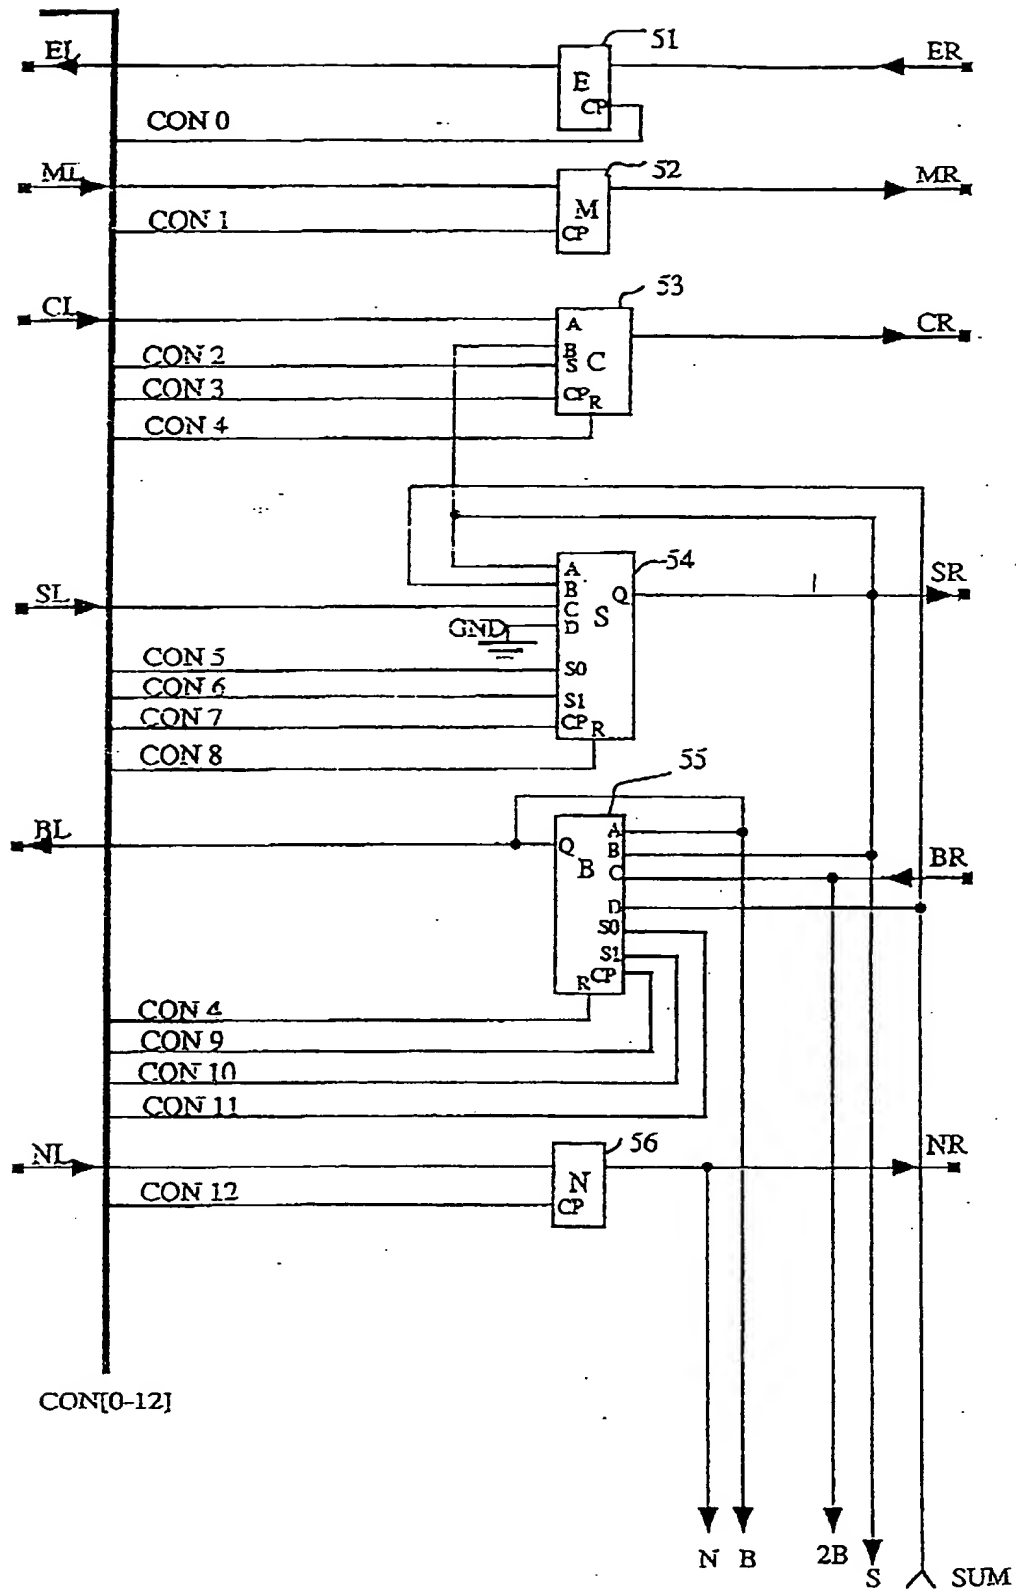 51
EL
ER
E
CP
CON 0
ML
52
MR
M
CON 1
CP
53
CL
A
CR
B
CON 2
S
C
CON 3
CP
R
CON 4
A
54
SL
B
Q
SR
C
S
GND
D
CON 5
S0
CON 6
S1
CON 7
CP
R
CON 8
55
BL
A
Q
B
B
BR
C
D
S0
S1
R
CP
CON 4
CON 9
CON 10
CON 11
NL
56
NR
N
CON 12
CP
CON[0-12]
N
B
2B
S
SUM